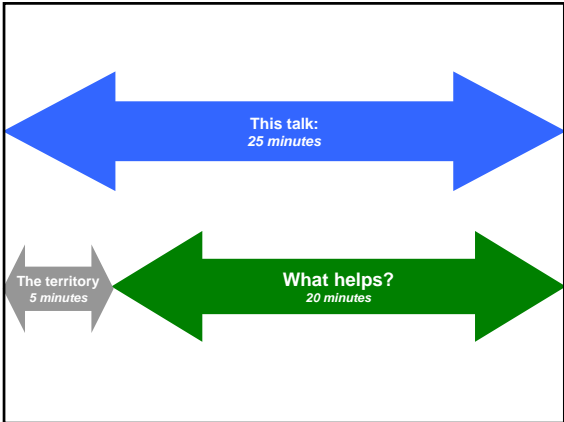 This talk:
25 minutes
The territory
5 minutes
What helps?
20 minutes